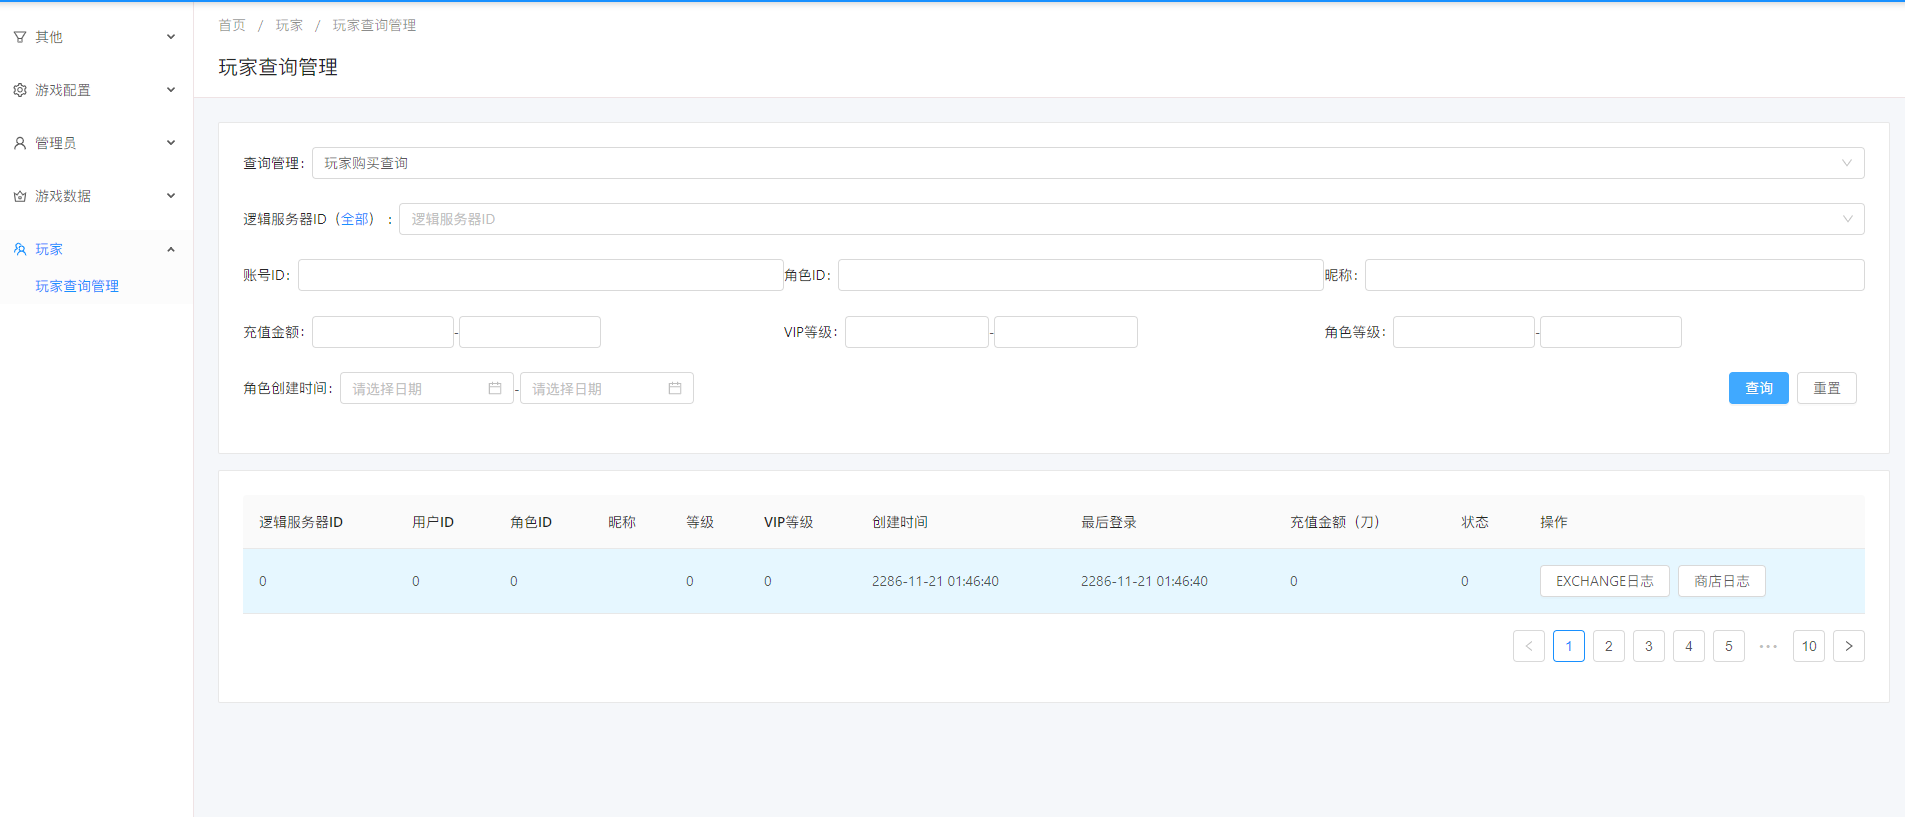 其他
游戏配置
管理员
游戏数据
玩家
玩家查询管理
首页 / 玩家 / 玩家查询管理
玩家查询管理
查询管理: 玩家购买查询
逻辑服务器ID（全部）: 逻辑服务器ID
账号ID: 角色ID: 昵称:
充值金额: - VIP等级: - 角色等级: -
角色创建时间: 请选择日期 - 请选择日期 查询 重置
逻辑服务器ID 用户ID 角色ID 昵称 等级 VIP等级 创建时间 最后登录 充值金额（刀） 状态 操作
0 0 0 0 0 2286-11-21 01:46:40 2286-11-21 01:46:40 0 0 EXCHANGE日志 商店日志
< 1 2 3 4 5 ••• 10 >